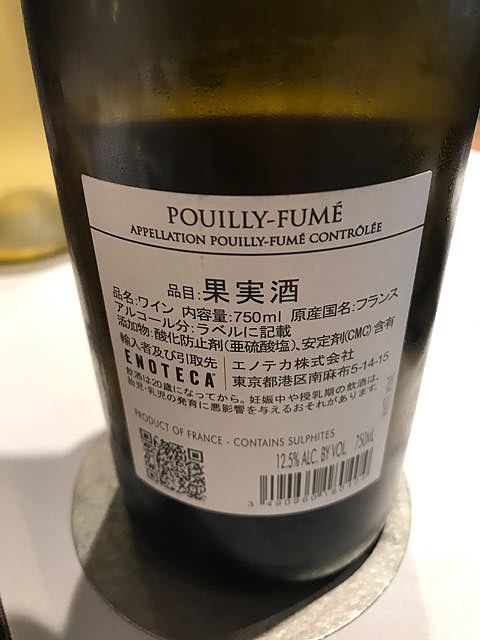 POUILLY-FUMÉ
APPELLATION POUILLY-FUMÉ CONTRÔLÉE
品目:果実酒
品名:ワイン 内容量:750ml 原産国名:フランス
アルコール分:ラベルに記載
添加物:酸化防止剤(亜硫酸塩)、安定剤(CMC)含有
輸入者及び引取先
ENOTECA
エノテカ株式会社
東京都港区南麻布5-14-15
飲酒は20歳になってから。妊娠中や授乳期の飲酒は、
胎児・乳児の発育に悪影響を与えるおそれがあります。
PRODUCT OF FRANCE - CONTAINS SULPHITES
12.5% ALC. BY VOL 750ML